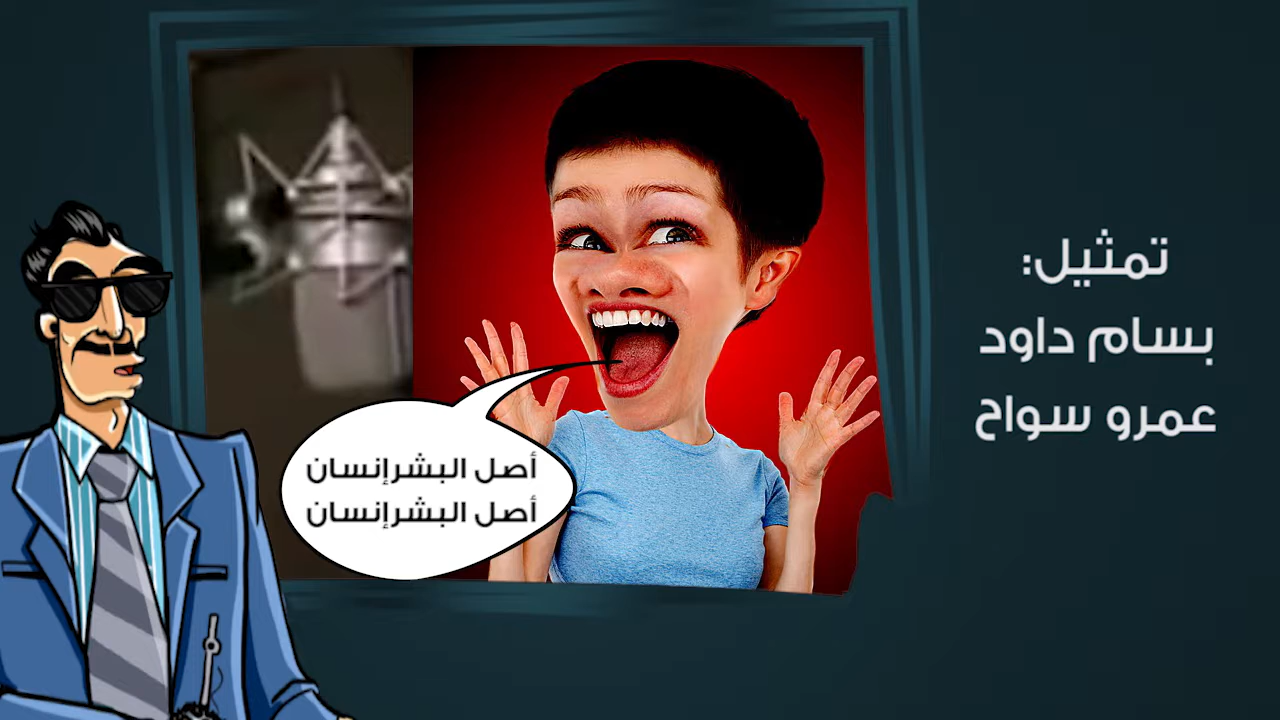 تمثيل:
بسام داود
عمرو سواح
أصل البشرإنسان
أصل البشرإنسان